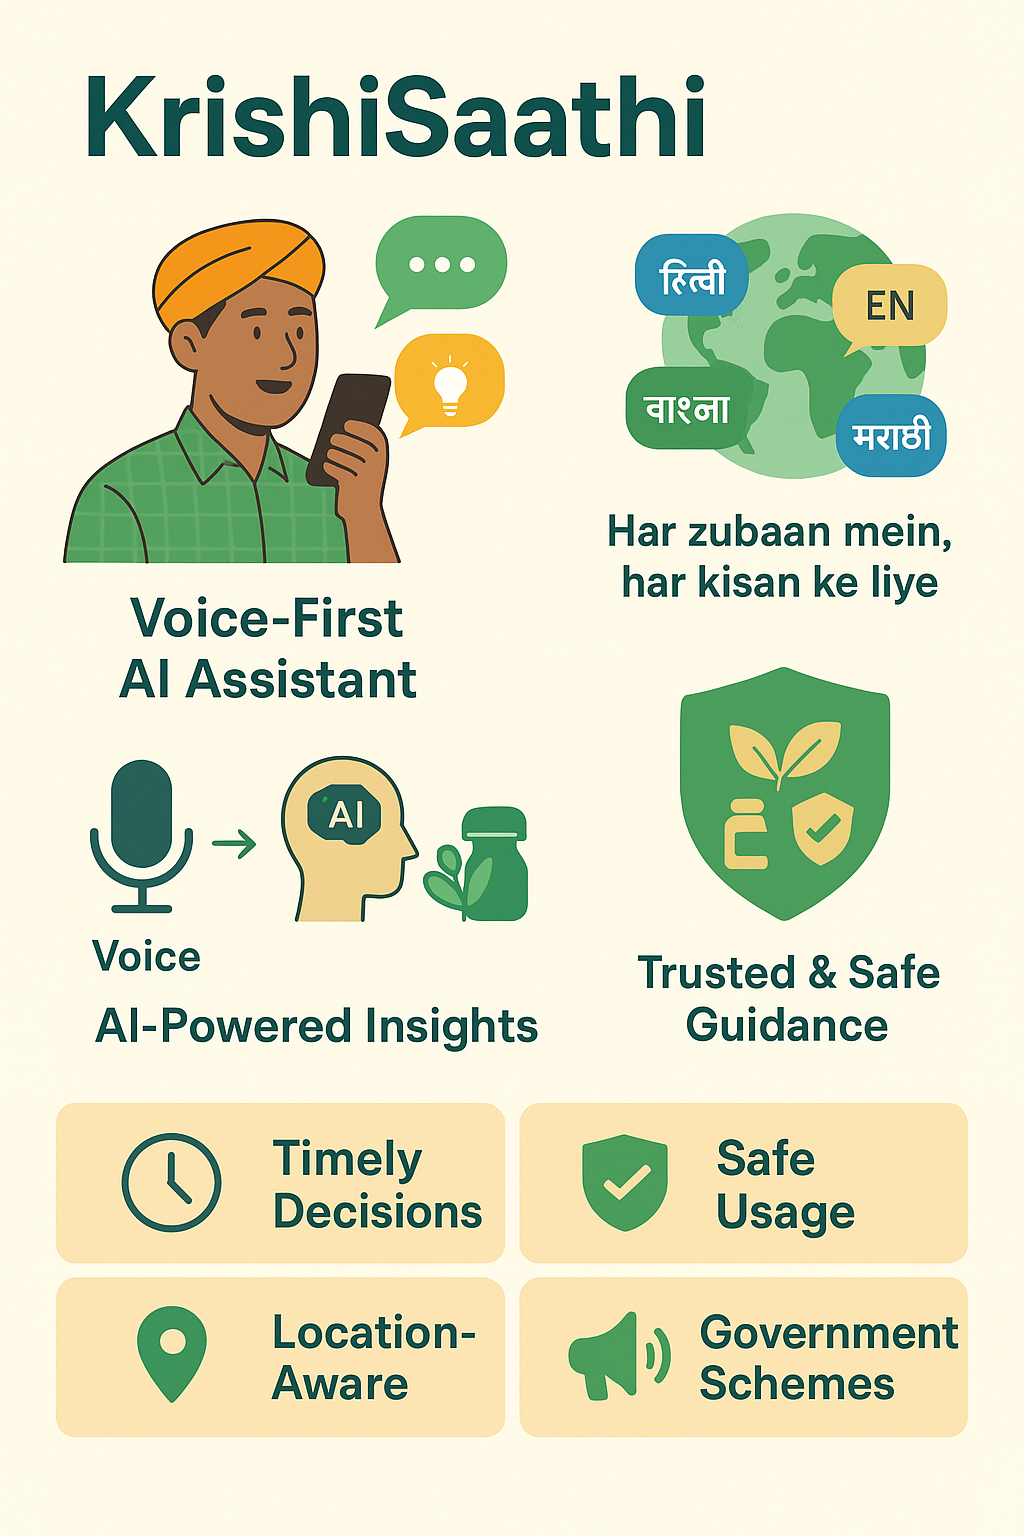 KrishiSaathi
EN
मराठी
Har zubaan mein,
har kisan ke liye
Voice-First
AI Assistant
AI
Voice
AI-Powered Insights
Trusted & Safe
Guidance
Timely
Decisions
Safe
Usage
Location-
Aware
Government
Schemes